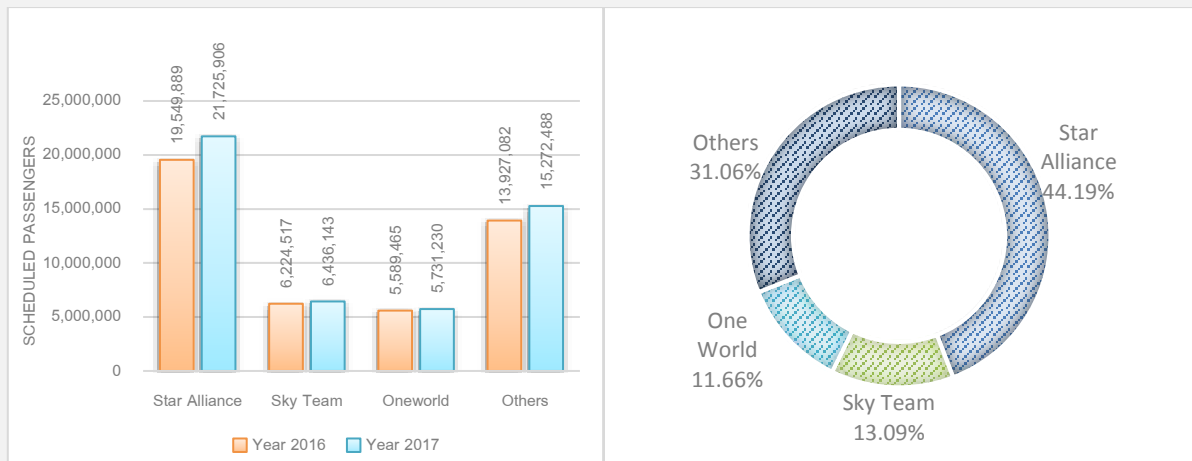 SCHEDULED PASSENGERS
25,000,000
20,000,000
15,000,000
10,000,000
5,000,000
0
19,549,889
21,725,906
6,224,517
6,436,143
5,589,465
5,731,230
13,927,082
15,272,488
Star Alliance
Sky Team
Oneworld
Others
Year 2016
Year 2017
Others
31.06%
Star
Alliance
44.19%
One
World
11.66%
Sky Team
13.09%